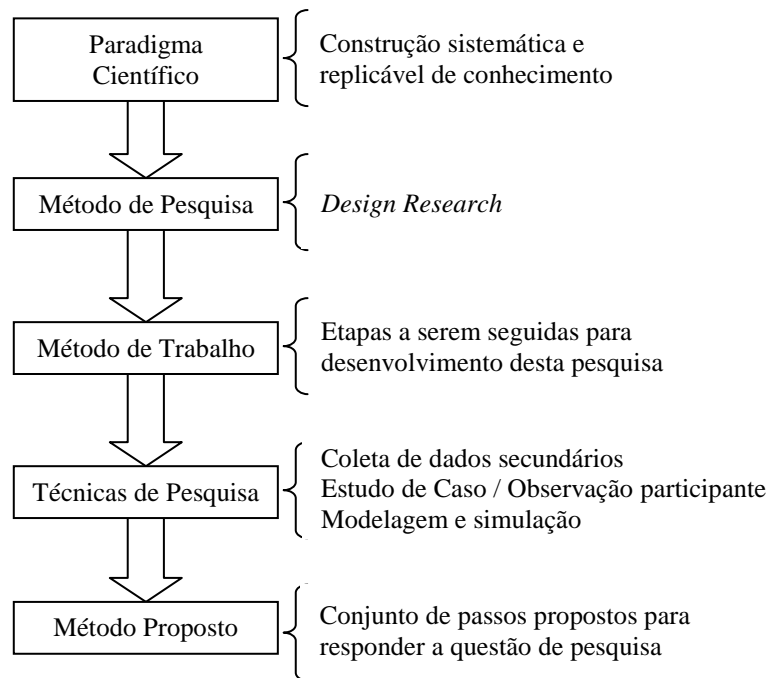 Paradigma
Científico
Construção sistemática e
replicável de conhecimento
Método de Pesquisa
Design Research
Método de Trabalho
Etapas a serem seguidas para
desenvolvimento desta pesquisa
Técnicas de Pesquisa
Coleta de dados secundários
Estudo de Caso / Observação participante
Modelagem e simulação
Método Proposto
Conjunto de passos propostos para
responder a questão de pesquisa